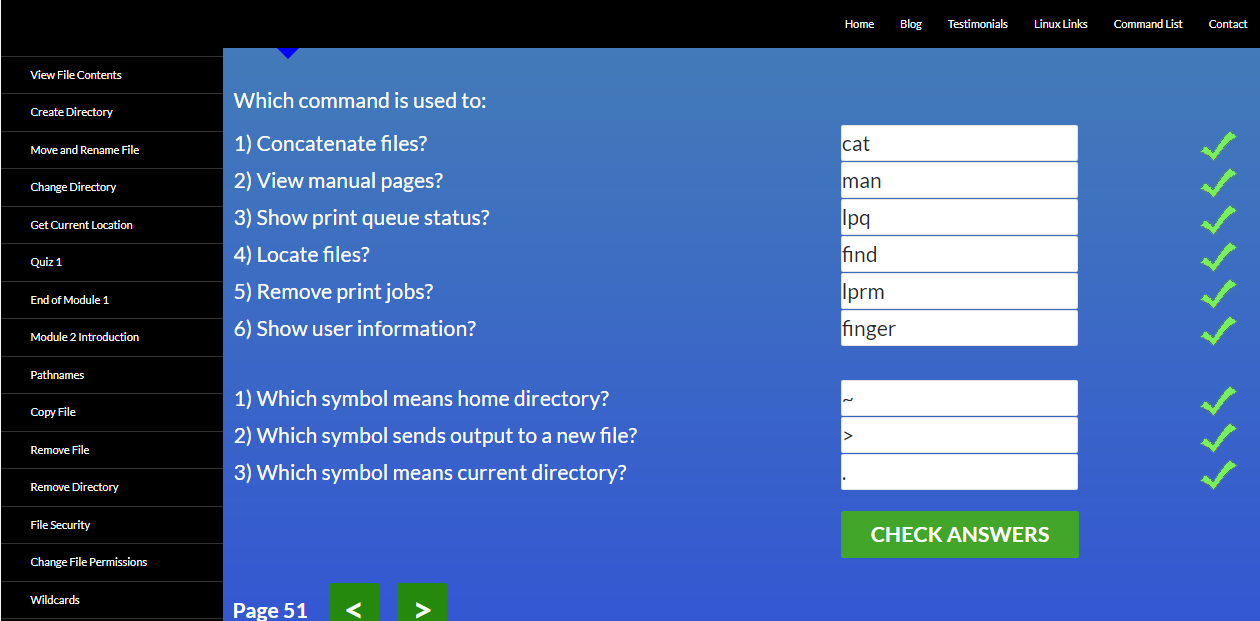 Home Blog Testimonials Linux Links Command List Contact
View File Contents
Create Directory
Move and Rename File
Change Directory
Get Current Location
Quiz 1
End of Module 1
Module 2 Introduction
Pathnames
Copy File
Remove File
Remove Directory
File Security
Change File Permissions
Wildcards
Which command is used to:
1) Concatenate files? cat
2) View manual pages? man
3) Show print queue status? lpq
4) Locate files? find
5) Remove print jobs? lprm
6) Show user information? finger
1) Which symbol means home directory? ~
2) Which symbol sends output to a new file? >
3) Which symbol means current directory? .
CHECK ANSWERS
Page 51 < >